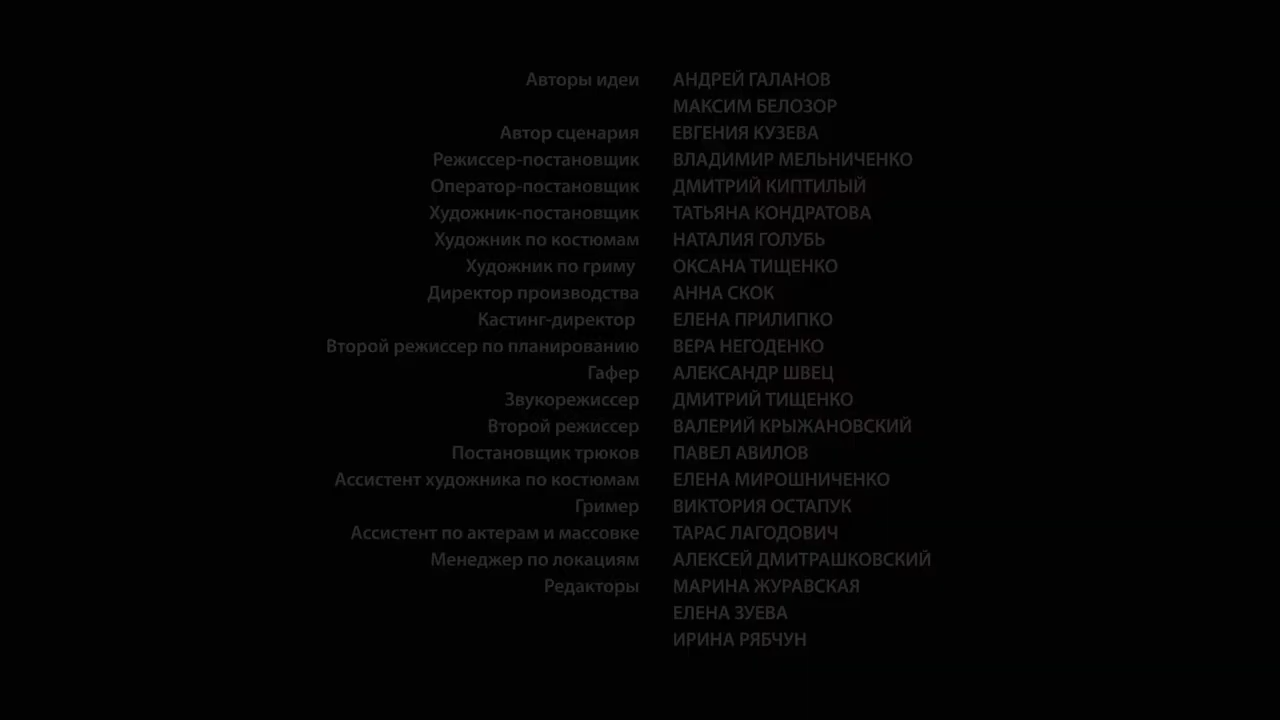 Авторы идеи АНДРЕЙ ГАЛАНОВ
МАКСИМ БЕЛОЗОР
Автор сценария ЕВГЕНИЯ КУЗЕВА
Режиссер-постановщик ВЛАДИМИР МЕЛЬНИЧЕНКО
Оператор-постановщик ДМИТРИЙ КИПТИЛЫЙ
Художник-постановщик ТАТЬЯНА КОНДРАТОВА
Художник по костюмам НАТАЛИЯ ГОЛУБЬ
Художник по гриму ОКСАНА ТИЩЕНКО
Директор производства АННА СКОК
Кастинг-директор ЕЛЕНА ПРИЛИПКО
Второй режиссер по планированию ВЕРА НЕГОДЕНКО
Гафер АЛЕКСАНДР ШВЕЦ
Звукорежиссер ДМИТРИЙ ТИЩЕНКО
Второй режиссер ВАЛЕРИЙ КРЫЖАНОВСКИЙ
Постановщик трюков ПАВЕЛ АВИЛОВ
Ассистент художника по костюмам ЕЛЕНА МИРОШНИЧЕНКО
Гример ВИКТОРИЯ ОСТАПУК
Ассистент по актерам и массовке ТАРАС ЛАГОДОВИЧ
Менеджер по локациям АЛЕКСЕЙ ДМИТРАШКОВСКИЙ
Редакторы МАРИНА ЖУРАВСКАЯ
ЕЛЕНА ЗУЕВА
ИРИНА РЯБЧУН